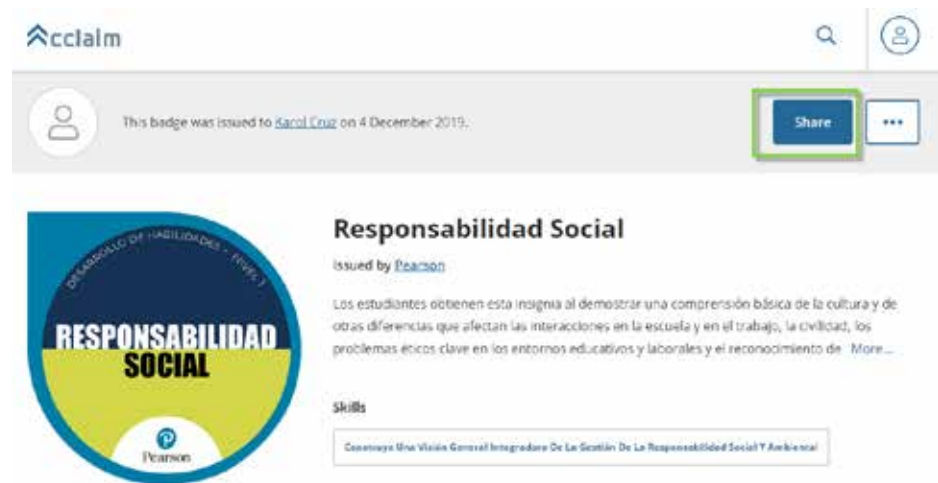 Acclaim
This badge was issued to Karol Cruz on 4 December 2019.
Share
Responsabilidad Social
Issued by Pearson
Los estudiantes obtienen esta insignia al demostrar una comprensión básica de la cultura y de
otras diferencias que afectan las interacciones en la escuela y en el trabajo, la civilidad, los
problemas éticos clave en los entornos educativos y laborales y el reconocimiento de More...
DESARROLLO DE HABILIDADES - NIVEL 1
RESPONSABILIDAD
SOCIAL
Pearson
Skills
Construye Una Visión General Integradora De La Gestión De La Responsabilidad Social Y Ambiental